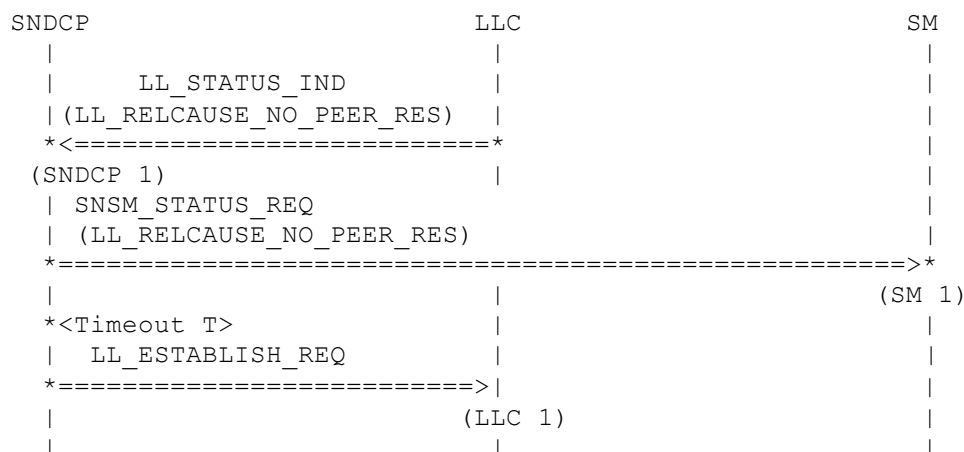 SNDCP LLC SM
LL_STATUS_IND
(LL_RELCAUSE_NO_PEER_RES)
*<==========================*
(SNDCP 1)
SNSM_STATUS_REQ
(LL_RELCAUSE_NO_PEER_RES)
*====================================================>*
(SM 1)
*<Timeout T>
LL_ESTABLISH_REQ
*==========================>|
(LLC 1)